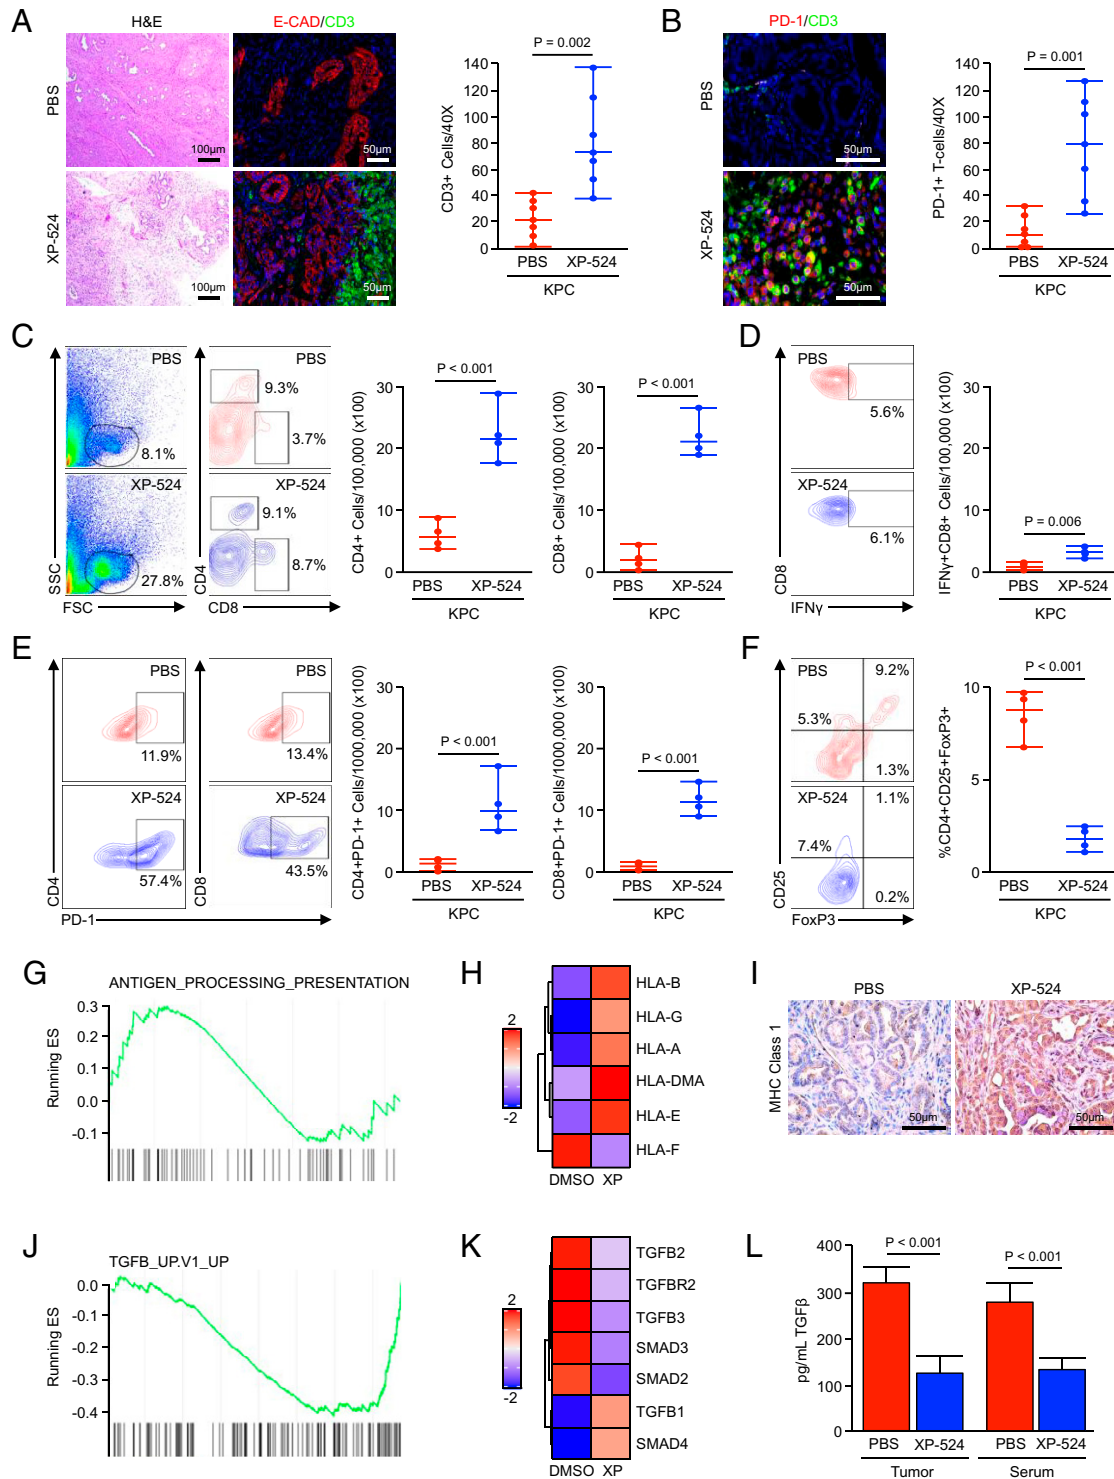 A
H&E
E-CAD/CD3
PBS
100µm
50µm
XP-524
100µm
50µm
P = 0.002
CD3+ Cells/40X
140
120
100
80
60
40
20
0
PBS XP-524
KPC
B
PD-1/CD3
PBS
50µm
XP-524
50µm
P = 0.001
PD-1+ T-cells/40X
140
120
100
80
60
40
20
0
PBS XP-524
KPC
C
PBS
8.1%
XP-524
27.8%
SSC
FSC
PBS
9.3%
3.7%
XP-524
9.1%
8.7%
CD4
CD8
P < 0.001
CD4+ Cells/100,000 (x100)
30
20
10
0
PBS XP-524
KPC
P < 0.001
CD8+ Cells/100,000 (x100)
30
20
10
0
PBS XP-524
KPC
D
PBS
5.6%
XP-524
6.1%
CD8
IFNγ
P = 0.006
IFNγ+CD8+ Cells/100,000 (x100)
30
20
10
0
PBS XP-524
KPC
E
PBS
11.9%
XP-524
57.4%
CD4
PD-1
PBS
13.4%
XP-524
43.5%
CD8
P < 0.001
CD4+PD-1+ Cells/1000,000 (x100)
30
20
10
0
PBS XP-524
KPC
P < 0.001
CD8+PD-1+ Cells/1000,000 (x100)
30
20
10
0
PBS XP-524
KPC
F
PBS
9.2%
5.3%
1.3%
XP-524
1.1%
7.4%
0.2%
CD25
FoxP3
P < 0.001
%CD4+CD25+FoxP3+
10
5
0
PBS XP-524
KPC
G
ANTIGEN_PROCESSING_PRESENTATION
Running ES
0.3
0.2
0.1
0.0
-0.1
H
2
-2
HLA-B
HLA-G
HLA-A
HLA-DMA
HLA-E
HLA-F
DMSO XP
I
PBS
XP-524
MHC Class 1
50µm
50µm
J
TGFB_UP.V1_UP
Running ES
0.0
-0.1
-0.2
-0.3
-0.4
K
2
-2
TGFB2
TGFBR2
TGFB3
SMAD3
SMAD2
TGFB1
SMAD4
DMSO XP
L
P < 0.001
P < 0.001
pg/mL TGFβ
400
300
200
100
0
PBS XP-524 PBS XP-524
Tumor Serum